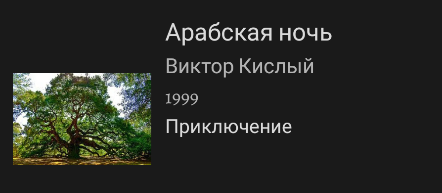 Арабская ночь
Виктор Кислый
1999
Приключение